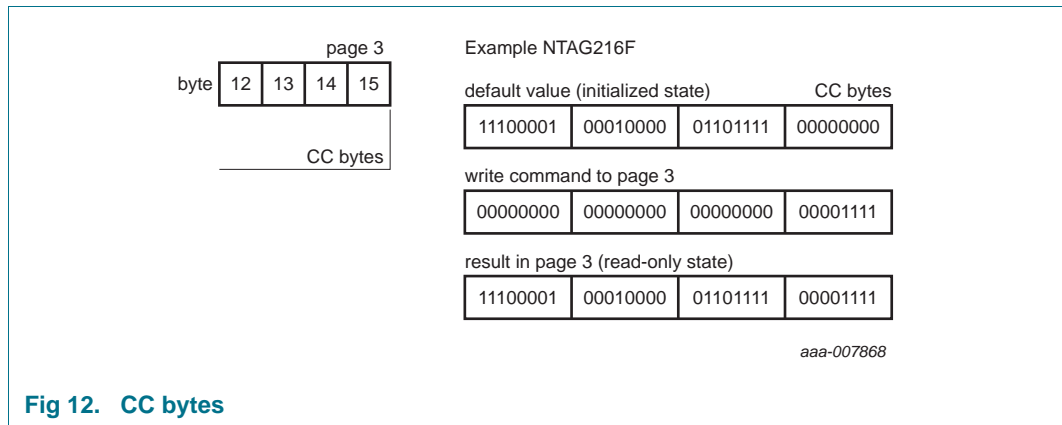 page 3
byte 12 13 14 15
CC bytes
Example NTAG216F
default value (initialized state) CC bytes
11100001 00010000 01101111 00000000
write command to page 3
00000000 00000000 00000000 00001111
result in page 3 (read-only state)
11100001 00010000 01101111 00001111
aaa-007868
Fig 12. CC bytes